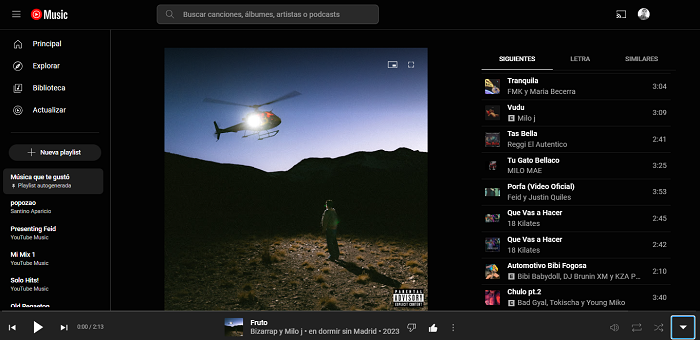 Music
Buscar canciones, álbumes, artistas o podcasts
Principal
Explorar
Biblioteca
Actualizar
Nueva playlist
Música que te gustó
Playlist autogenerada
popozao
Santino Aparicio
Presenting Feid
YouTube Music
Mi Mix 1
YouTube Music
Solo Hits!
YouTube Music
Old Regaeton
PARENTAL
ADVISORY
EXPLICIT CONTENT
SIGUIENTES LETRA SIMILARES
Tranquila
FMK y Maria Becerra 3:04
Vudu
E Milo j 3:09
Tas Bella
Reggi El Autentico 2:41
Tu Gato Bellaco
MILO MAE 3:25
Porfa (Video Oficial)
Feid y Justin Quiles 3:53
Que Vas a Hacer
18 Kilates 2:45
Que Vas a Hacer
18 Kilates 2:42
Automotivo Bibi Fogosa
E Bibi Babydoll, DJ Brunin XM y KZA P... 2:10
Chulo pt.2
E Bad Gyal, Tokischa y Young Miko 3:40
0:00 / 2:13
Fruto
Bizarrap y Milo j • en dormir sin Madrid • 2023